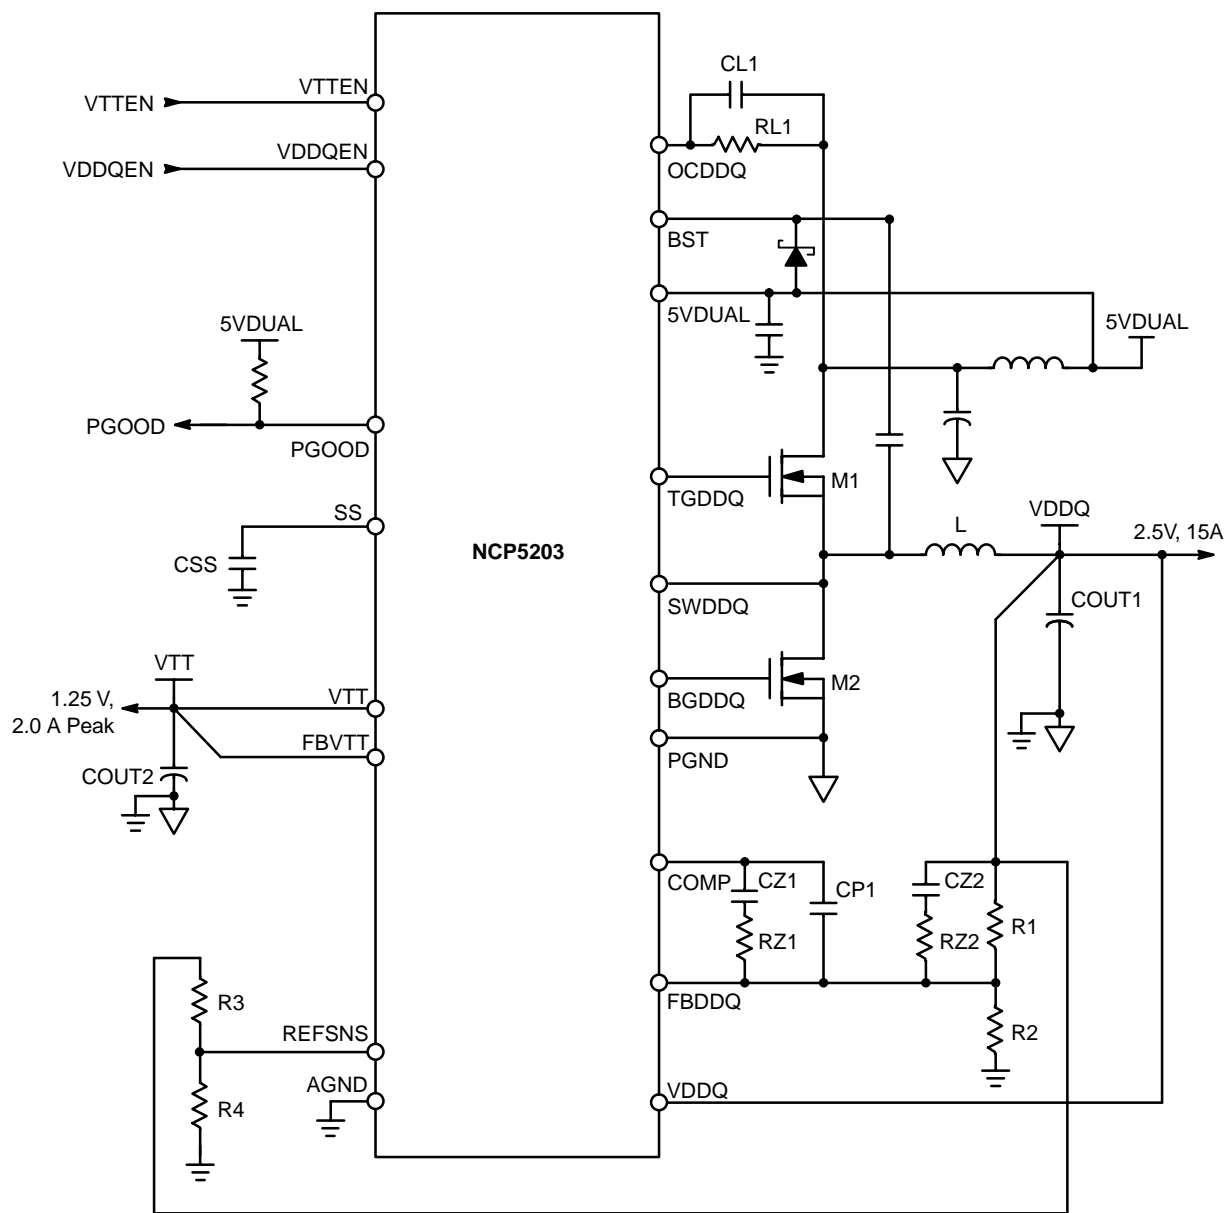 CL1
VTTEN
VTTEN
RL1
VDDQEN
VDDQEN
OCDDQ
BST
5VDUAL
5VDUAL
5VDUAL
PGOOD
PGOOD
TGDDQ
M1
SS
CSS
NCP5203
L
VDDQ
2.5V, 15A
SWDDQ
COUT1
VTT
1.25 V,
2.0 A Peak
VTT
BGDDQ
M2
FBVTT
PGND
COUT2
COMP
CZ1
CP1
CZ2
RZ1
RZ2
R1
FBDDQ
R3
REFSNS
R2
AGND
R4
VDDQ